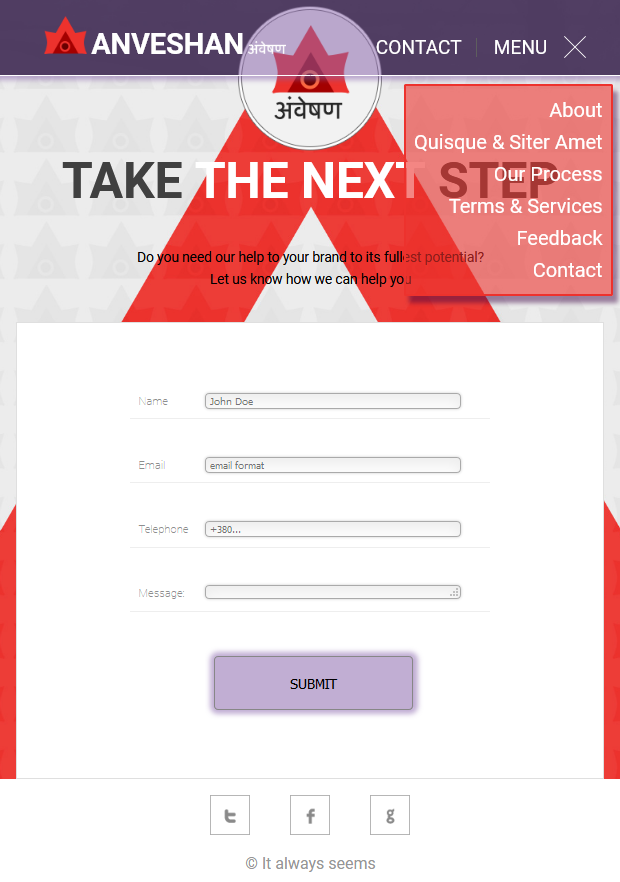 ANVESHAN अंवेषण
CONTACT | MENU
अंवेषण
About
Quisque & Siter Amet
Our Process
Terms & Services
Feedback
Contact
TAKE THE NEXT STEP
Do you need our help to your brand to its fullest potential?
Let us know how we can help you
Name John Doe
Email email format
Telephone +380...
Message:
SUBMIT
© It always seems